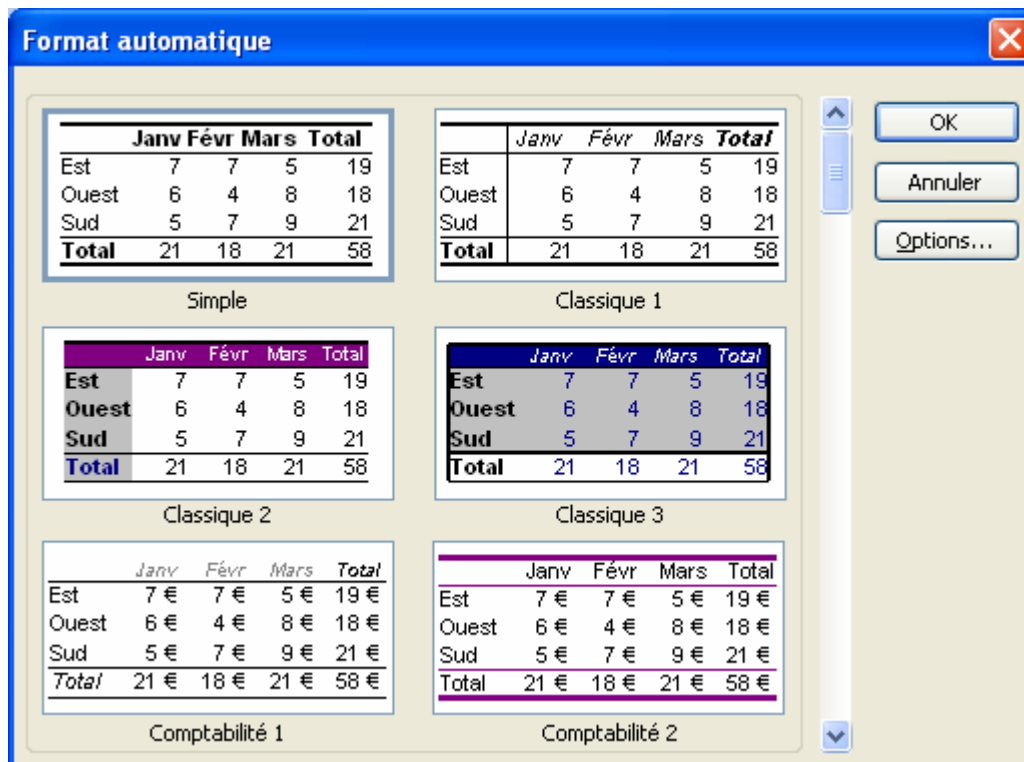 Format automatique
OK
Annuler
Options...
Janv Févr Mars Total
Est 7 7 5 19
Ouest 6 4 8 18
Sud 5 7 9 21
Total 21 18 21 58
Simple
Janv Févr Mars Total
Est 7 7 5 19
Ouest 6 4 8 18
Sud 5 7 9 21
Total 21 18 21 58
Classique 1
Janv Févr Mars Total
Est 7 7 5 19
Ouest 6 4 8 18
Sud 5 7 9 21
Total 21 18 21 58
Classique 2
Janv Févr Mars Total
Est 7 7 5 19
Ouest 6 4 8 18
Sud 5 7 9 21
Total 21 18 21 58
Classique 3
Janv Févr Mars Total
Est 7 € 7 € 5 € 19 €
Ouest 6 € 4 € 8 € 18 €
Sud 5 € 7 € 9 € 21 €
Total 21 € 18 € 21 € 58 €
Comptabilité 1
Janv Févr Mars Total
Est 7 € 7 € 5 € 19 €
Ouest 6 € 4 € 8 € 18 €
Sud 5 € 7 € 9 € 21 €
Total 21 € 18 € 21 € 58 €
Comptabilité 2